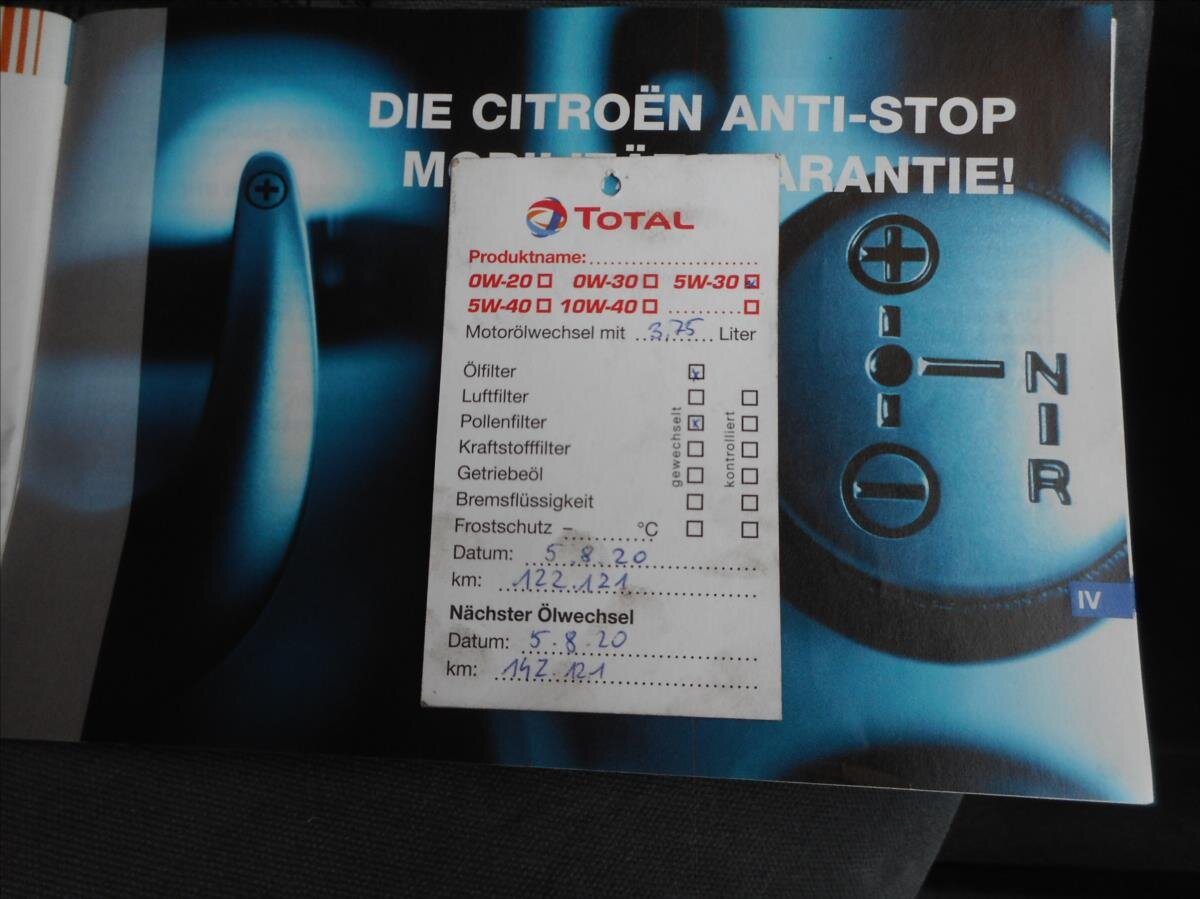 DIE CITROËN ANTI-STOP
ARANTIE!
TOTAL
Produktname:
0W-20 0W-30 5W-30
5W-40 10W-40
Motorölwechsel mit 3,75 Liter
Ölfilter
Luftfilter
Pollenfilter
Kraftstofffilter
Getriebeöl
Bremsflüssigkeit
Frostschutz – °C
gewechselt
kontrolliert
Datum: 5.8.20
km: 122.121
Nächster Ölwechsel
Datum: 5.8.20
km: 142.121
N
I
R
IV